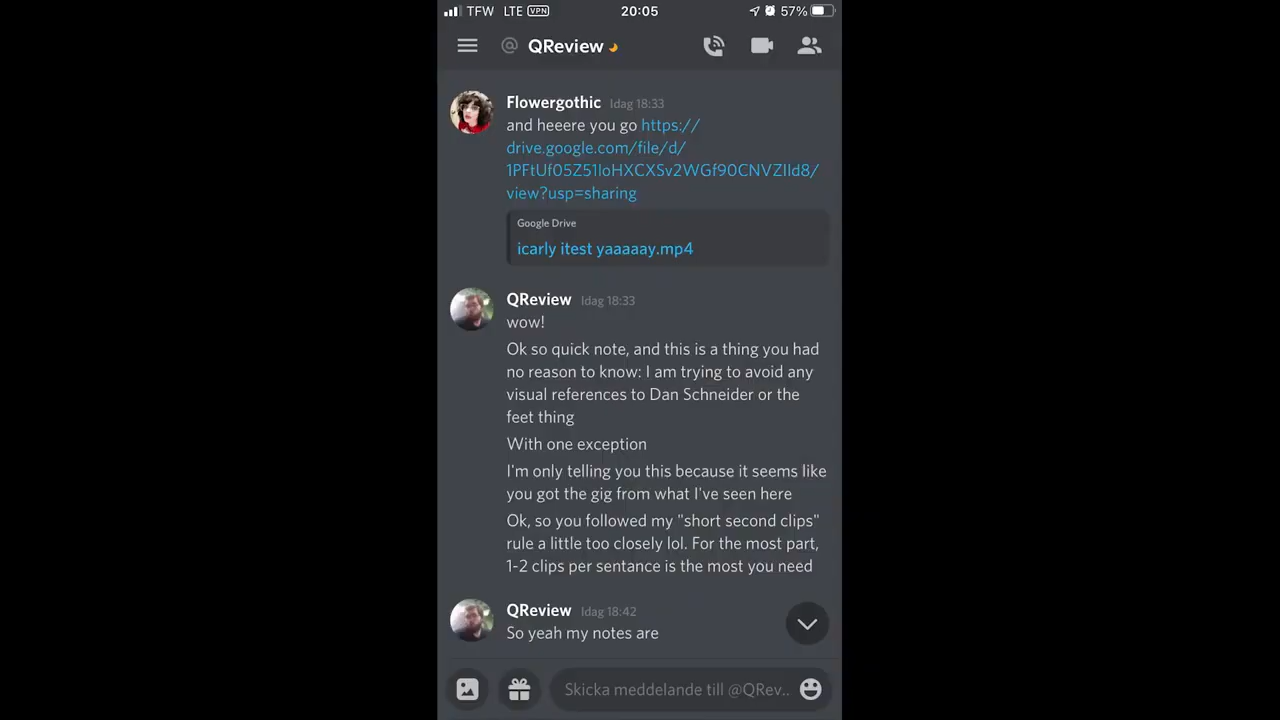 TFW LTE VPN 20:05 57%
@ QReview
Flowergothic Idag 18:33
and heeere you go https://
drive.google.com/file/d/
1PFtUf05Z51IoHXCXSv2WGf90CNVZIld8/
view?usp=sharing
Google Drive
icarly itest yaaaaay.mp4
QReview Idag 18:33
wow!
Ok so quick note, and this is a thing you had
no reason to know: I am trying to avoid any
visual references to Dan Schneider or the
feet thing
With one exception
I'm only telling you this because it seems like
you got the gig from what I've seen here
Ok, so you followed my "short second clips"
rule a little too closely lol. For the most part,
1-2 clips per sentance is the most you need
QReview Idag 18:42
So yeah my notes are
Skicka meddelande till @QRev..